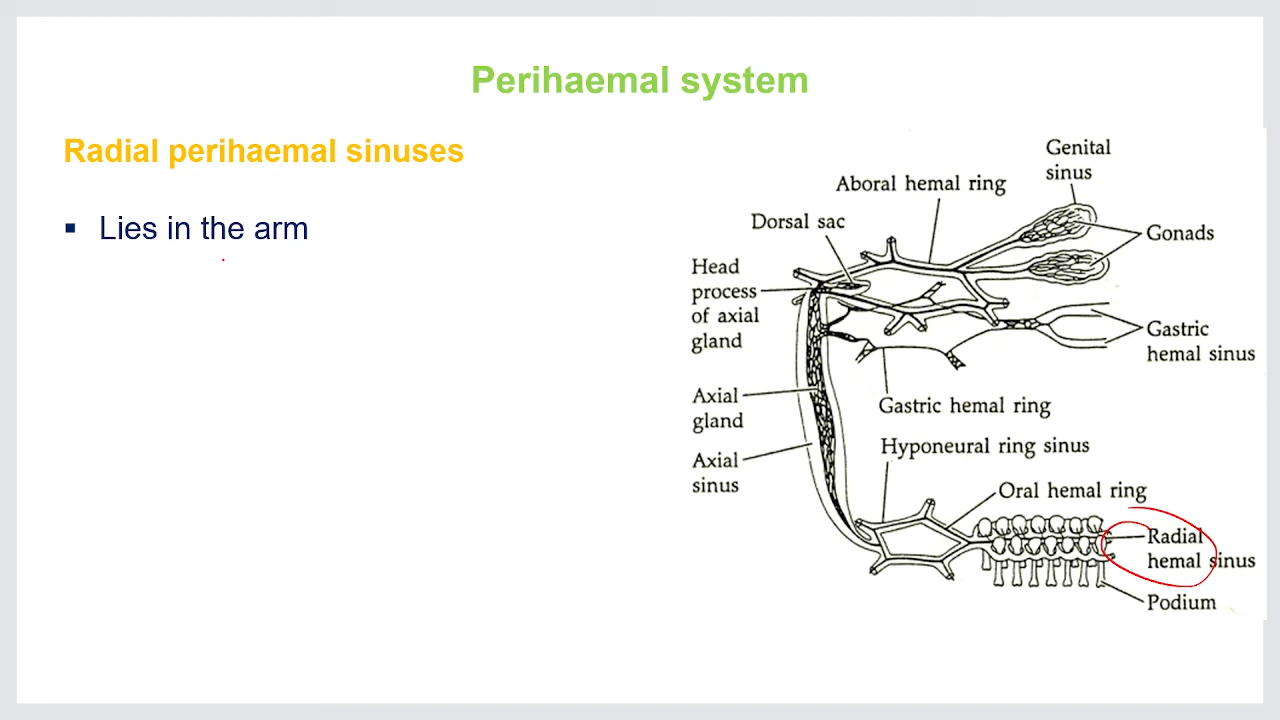 Perihaemal system
Radial perihaemal sinuses
▪ Lies in the arm
Genital
sinus
Aboral hemal ring
Dorsal sac
Gonads
Head
process
of axial
gland
Gastric
hemal sinus
Axial
gland
Gastric hemal ring
Hyponeural ring sinus
Axial
sinus
Oral hemal ring
Radial
hemal sinus
Podium